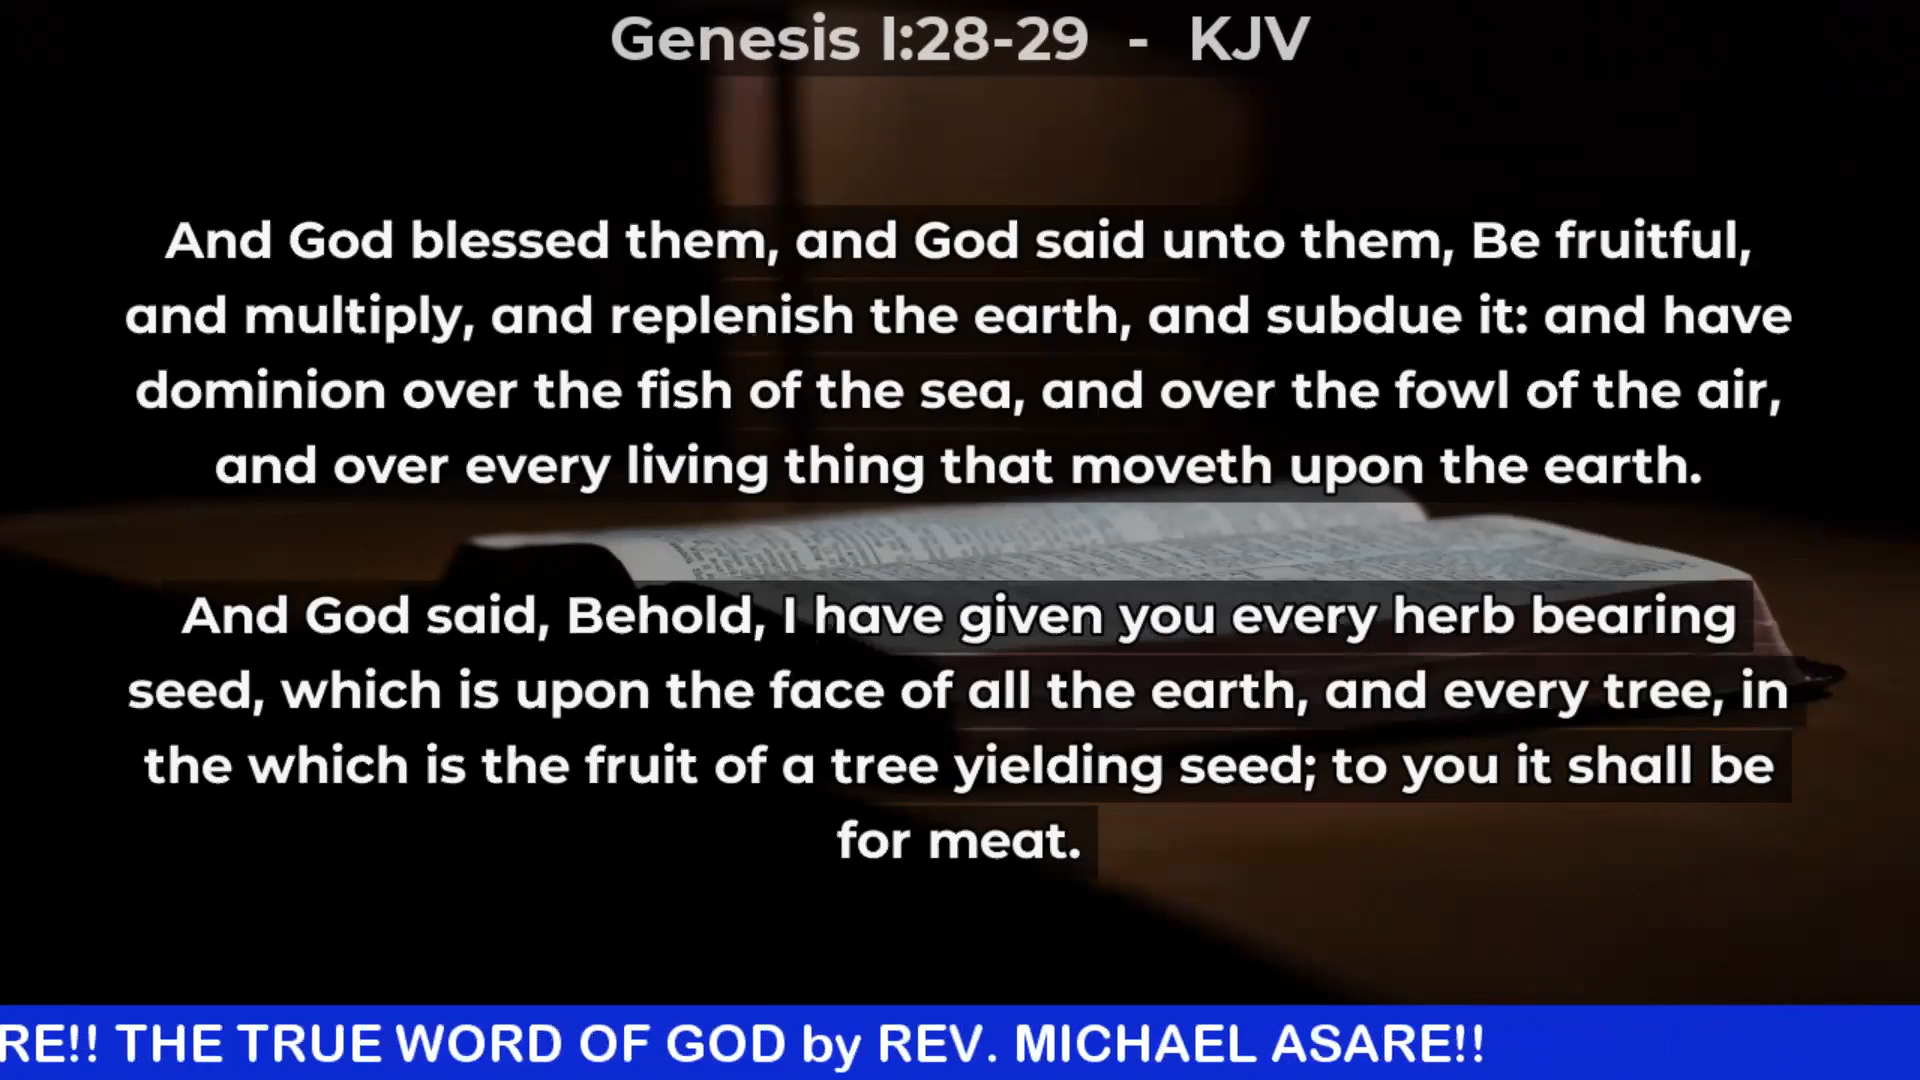 Genesis 1:28-29 - KJV
And God blessed them, and God said unto them, Be fruitful,
and multiply, and replenish the earth, and subdue it: and have
dominion over the fish of the sea, and over the fowl of the air,
and over every living thing that moveth upon the earth.
And God said, Behold, I have given you every herb bearing
seed, which is upon the face of all the earth, and every tree, in
the which is the fruit of a tree yielding seed; to you it shall be
for meat.
RE!! THE TRUE WORD OF GOD by REV. MICHAEL ASARE!!